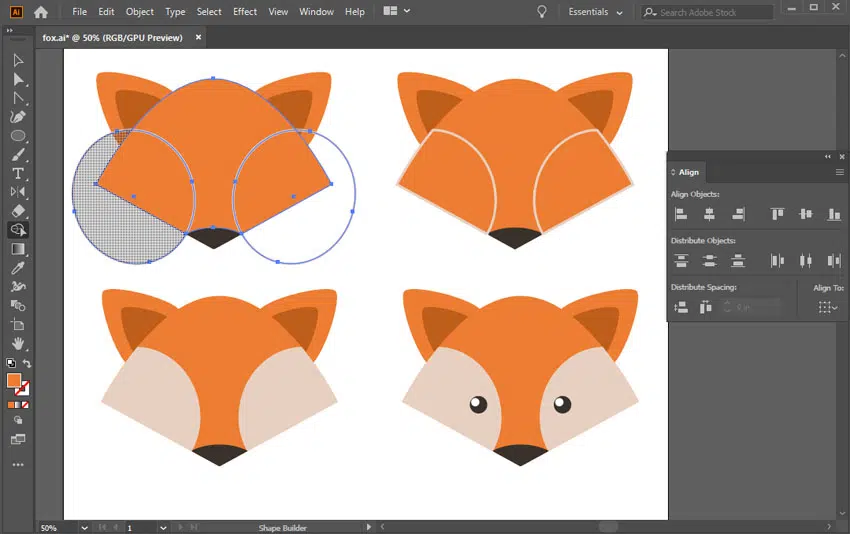 Ai File Edit Object Type Select Effect View Window Help Essentials Search Adobe Stock
fox.ai* @ 50% (RGB/GPU Preview)
Align
Align Objects:
Distribute Objects:
Distribute Spacing: Align To:
50% 1 Shape Builder